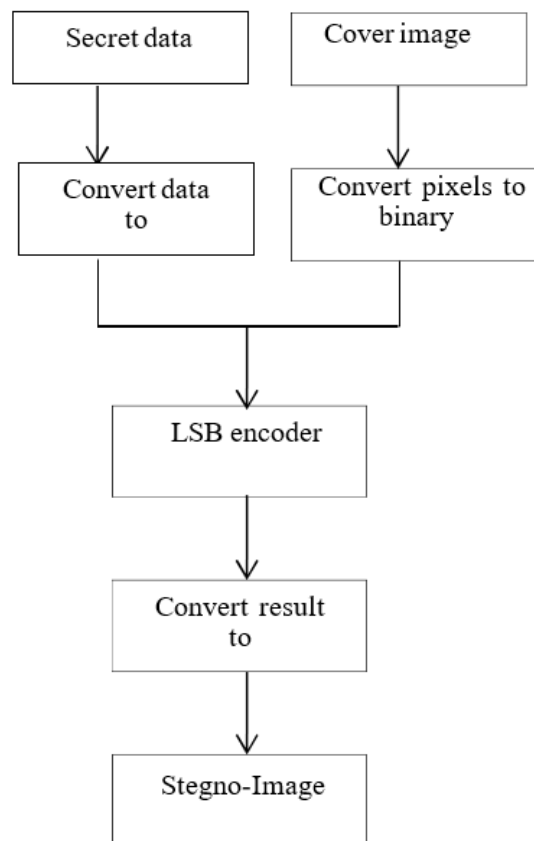 Secret data
Cover image
Convert data
to
Convert pixels to
binary
LSB encoder
Convert result
to
Stegno-Image